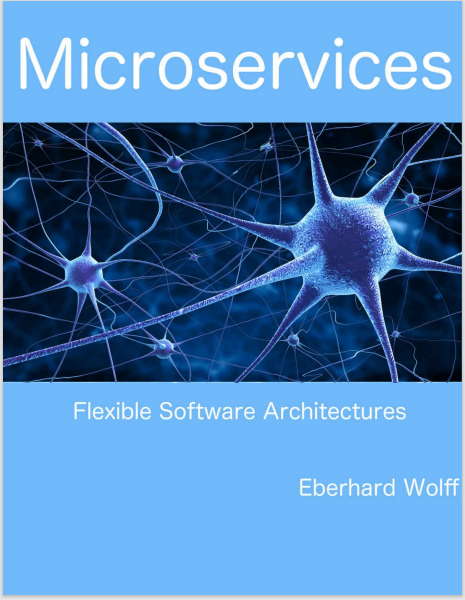 Microservices
Flexible Software Architectures
Eberhard Wolff